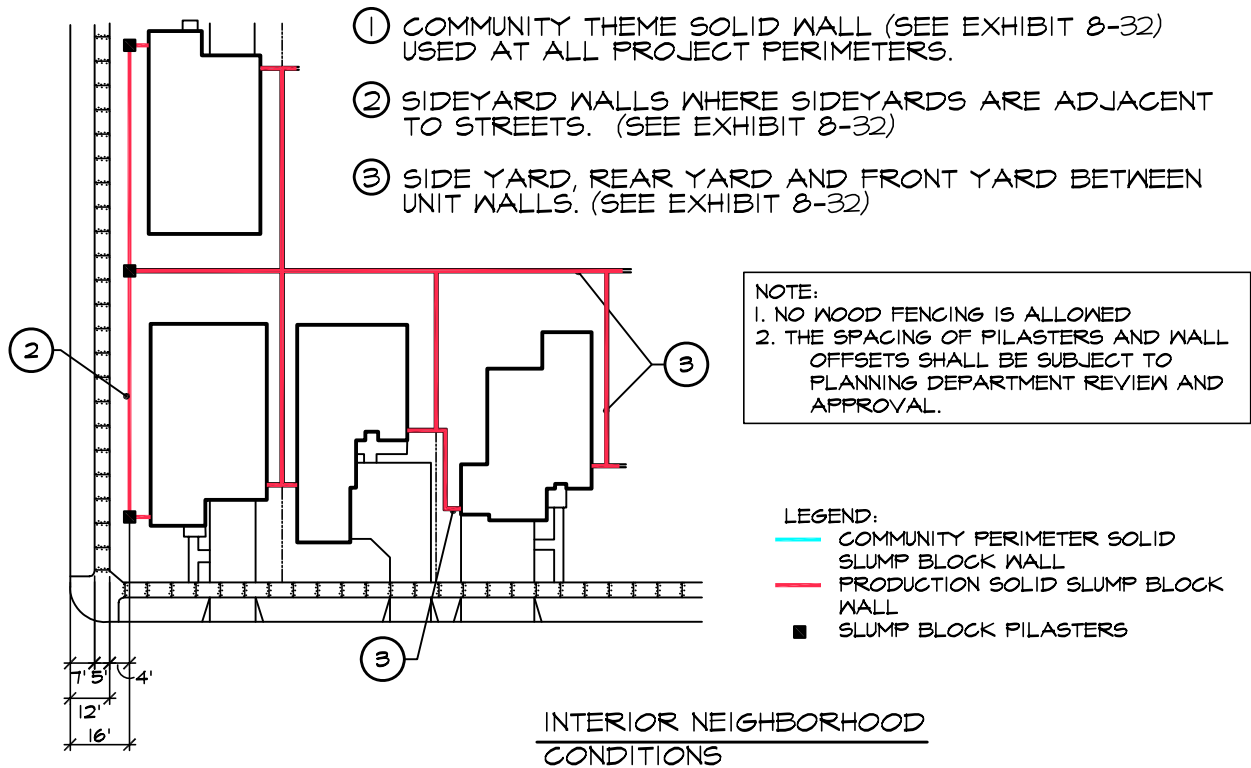 1 COMMUNITY THEME SOLID WALL (SEE EXHIBIT 8-32)
USED AT ALL PROJECT PERIMETERS.
2 SIDEYARD WALLS WHERE SIDEYARDS ARE ADJACENT
TO STREETS. (SEE EXHIBIT 8-32)
3 SIDE YARD, REAR YARD AND FRONT YARD BETWEEN
UNIT WALLS. (SEE EXHIBIT 8-32)
NOTE:
1. NO WOOD FENCING IS ALLOWED
2. THE SPACING OF PILASTERS AND WALL
OFFSETS SHALL BE SUBJECT TO
PLANNING DEPARTMENT REVIEW AND
APPROVAL.
2
3
LEGEND:
COMMUNITY PERIMETER SOLID
SLUMP BLOCK WALL
PRODUCTION SOLID SLUMP BLOCK
WALL
SLUMP BLOCK PILASTERS
3
7' 5' 4'
12'
16'
INTERIOR NEIGHBORHOOD
CONDITIONS